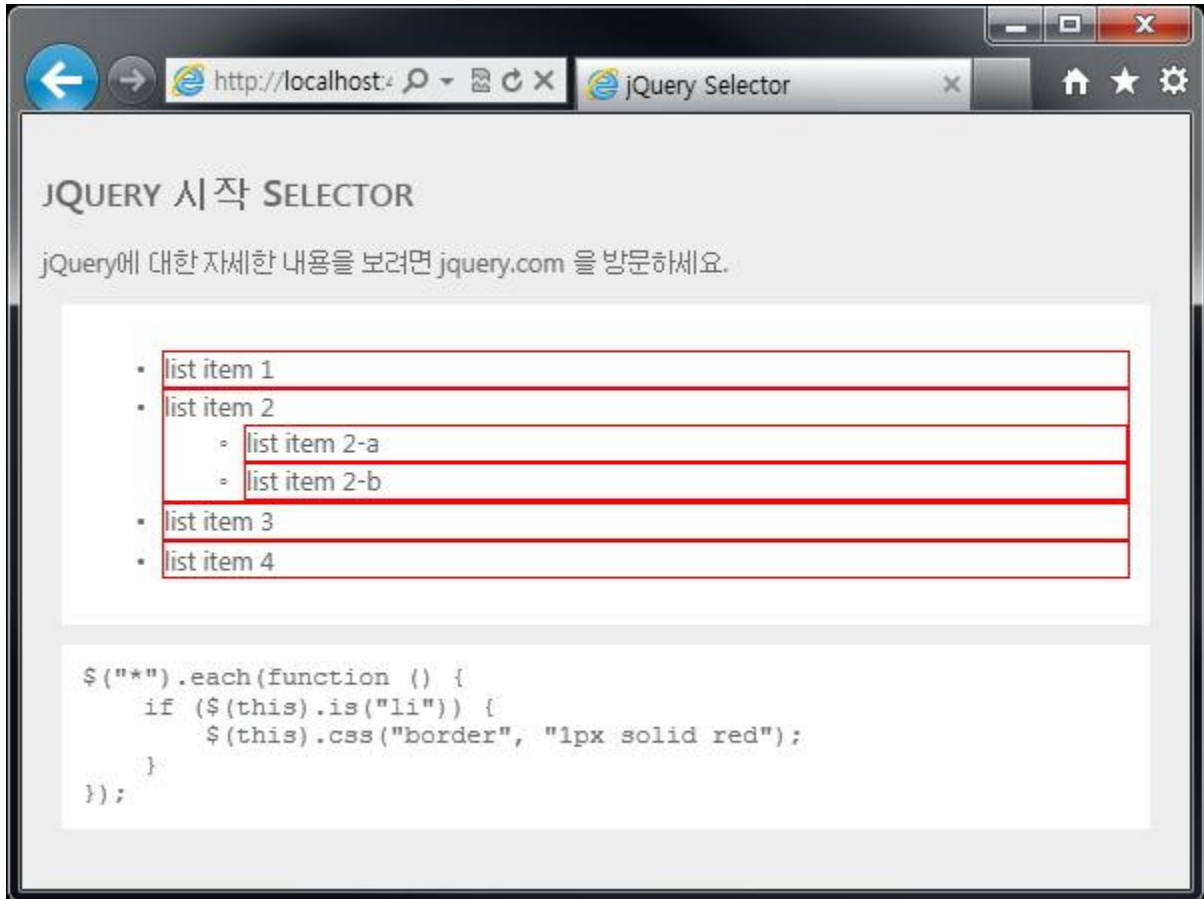 http://localhost:4
jQuery Selector
JQUERY 시작 SELECTOR
jQuery에 대한 자세한 내용을 보려면 jquery.com 을 방문하세요.
list item 1
list item 2
list item 2-a
list item 2-b
list item 3
list item 4
$("*").each(function () {
    if ($(this).is("li")) {
        $(this).css("border", "1px solid red");
    }
});